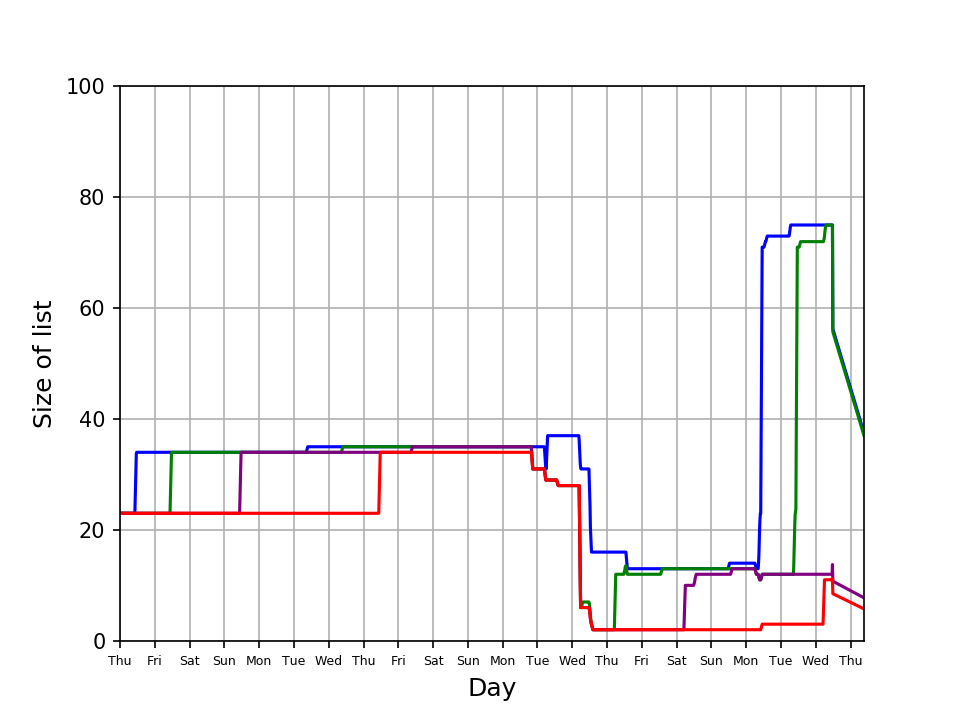 100
80
60
40
20
0
Size of list
Thu Fri Sat Sun Mon Tue Wed Thu Fri Sat Sun Mon Tue Wed Thu Fri Sat Sun Mon Tue Wed Thu
Day